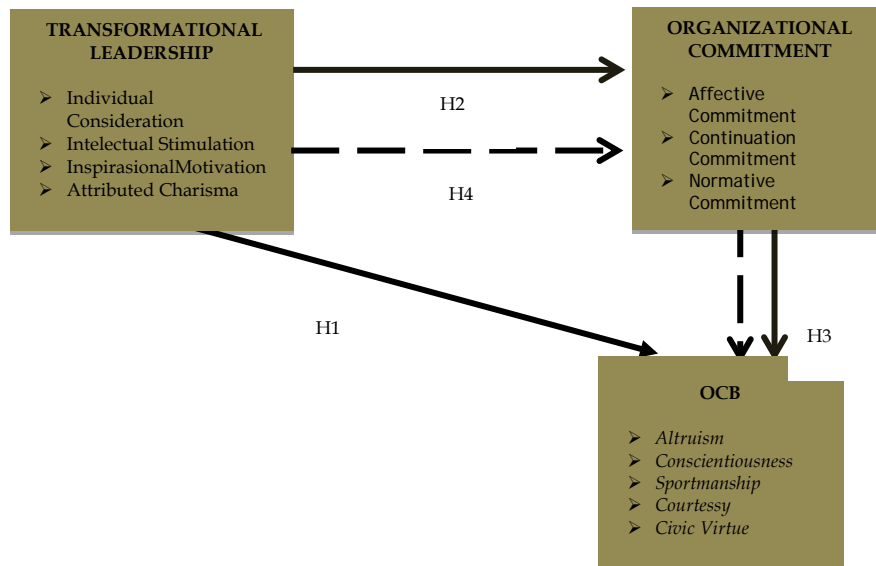 TRANSFORMATIONAL
LEADERSHIP
➢ Individual
Consideration
➢ Intelectual Stimulation
➢ InspirasionalMotivation
➢ Attributed Charisma
H2
H4
ORGANIZATIONAL
COMMITMENT
➢ Affective
Commitment
➢ Continuation
Commitment
➢ Normative
Commitment
H1
H3
OCB
➢ Altruism
➢ Conscientiousness
➢ Sportmanship
➢ Courtessy
➢ Civic Virtue